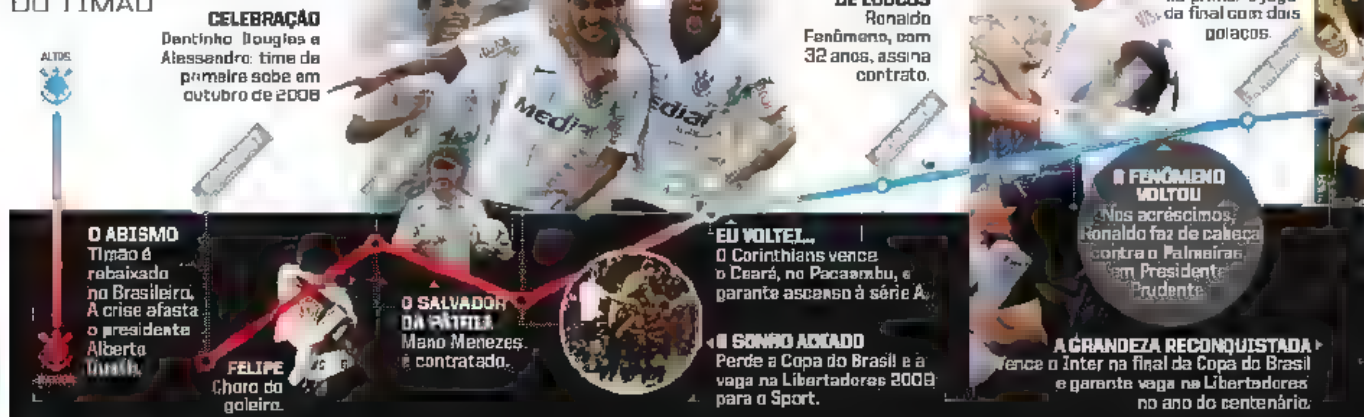 DO TIMÃO
CELEBRAÇÃO
Dentinho Douglas e
Alessandro: time da
primeira sobe em
outubro de 2008
ALTOS
DE LOUCOS
Ronaldo
Fenômeno, com
32 anos, assina
contrato.
da final com dois
golaços.
Medial
Medial
O ABISMO
Timão é
rebaixado
no Brasileiro.
A crise afasta
o presidente
Alberto
FELIPE
Choro do
goleiro.
O SALVADOR
DA PÁTRIA
Mano Menezes
é contratado.
EU VOLTEI...
O Corinthians vence
o Ceará, no Pacaembu, e
garante ascenso à série A.
O SONHO ADIADO
Perde a Copa do Brasil e a
vaga na Libertadores 2009
para o Sport.
O FENÔMENO
VOLTOU
Nos acréscimos,
Ronaldo faz de cabeça
contra o Palmeiras,
em Presidente
Prudente
A GRANDEZA RECONQUISTADA
Vence o Inter na final da Copa do Brasil
e garante vaga na Libertadores
no ano do centenário.